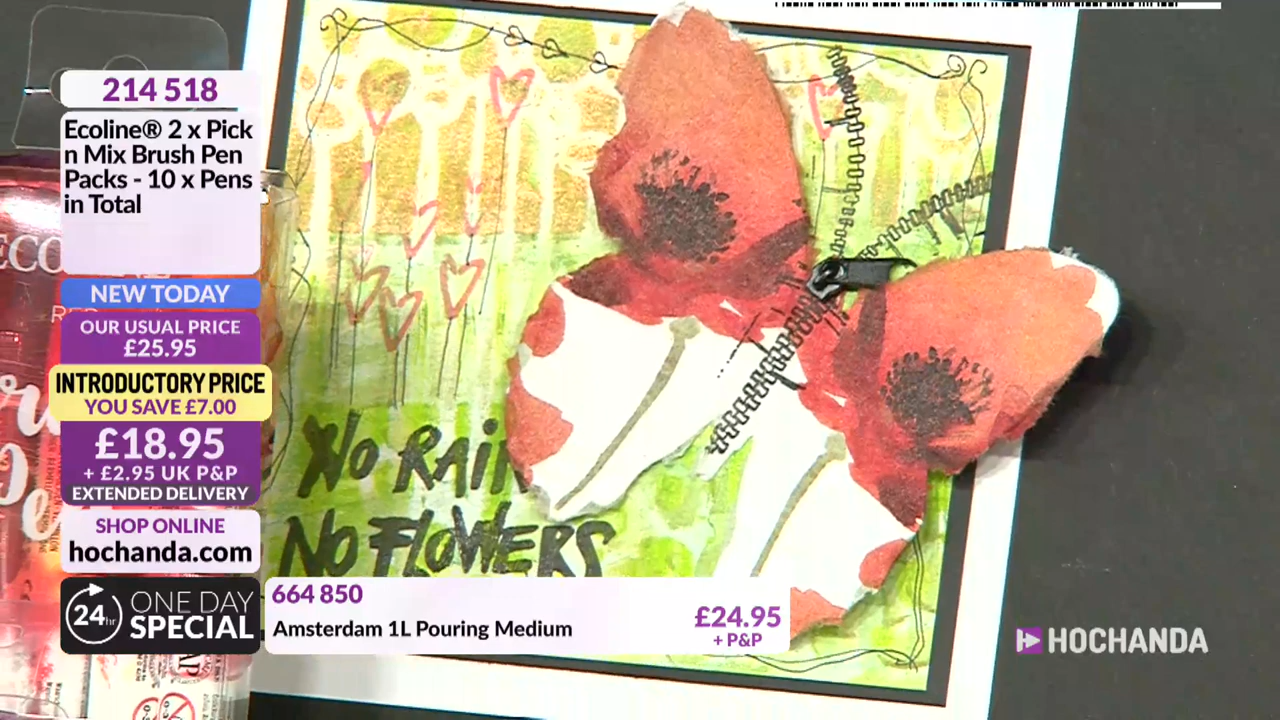 214 518
Ecoline® 2 x Pick
n Mix Brush Pen
Packs - 10 x Pens
in Total
NEW TODAY
OUR USUAL PRICE
£25.95
INTRODUCTORY PRICE
YOU SAVE £7.00
£18.95
+ £2.95 UK P&P
EXTENDED DELIVERY
SHOP ONLINE
hochanda.com
24hr
ONE DAY
SPECIAL
664 850
Amsterdam 1L Pouring Medium
£24.95
+ P&P
No RAiN
No FLOWERS
HOCHANDA